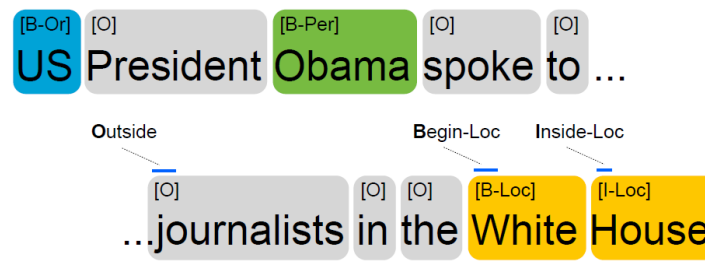 [B-Or] [O] [B-Per] [O] [O]
US President Obama spoke to ...
Outside Begin-Loc Inside-Loc
[O] [O] [O] [B-Loc] [I-Loc]
...journalists in the White House